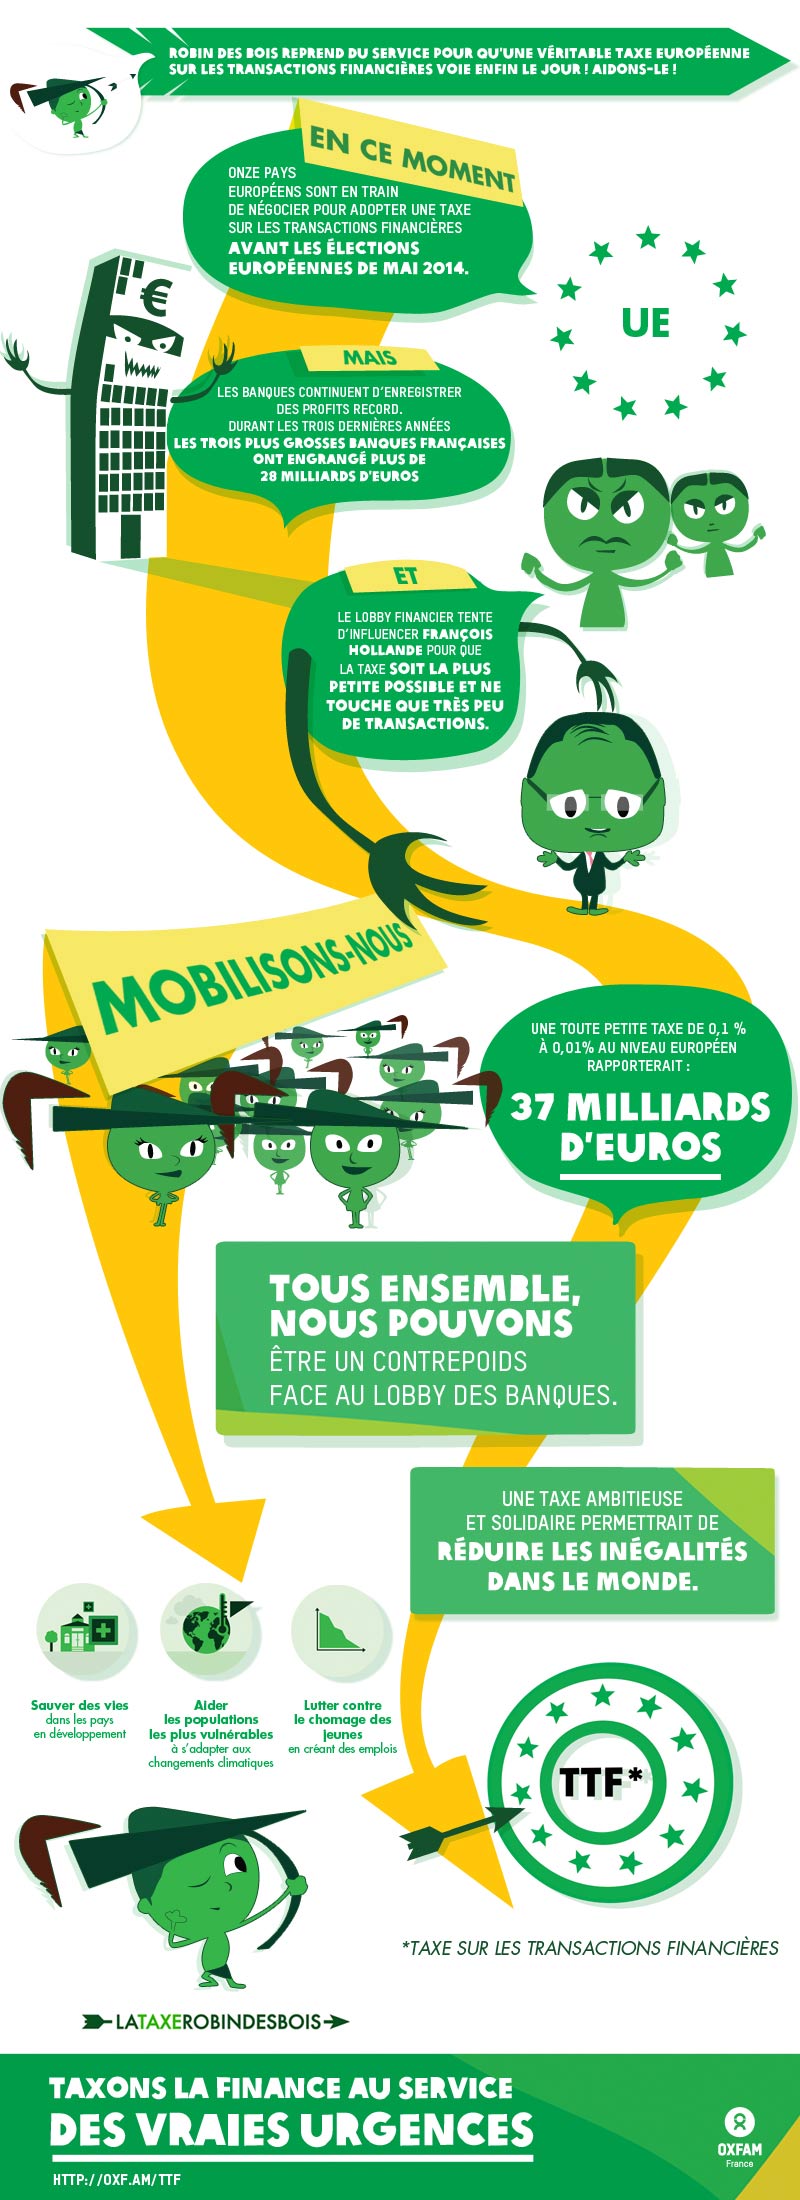 ROBIN DES BOIS REPREND DU SERVICE POUR QU'UNE VÉRITABLE TAXE EUROPÉENNE
SUR LES TRANSACTIONS FINANCIÈRES VOIE ENFIN LE JOUR ! AIDONS-LE !
EN CE MOMENT
ONZE PAYS
EUROPÉENS SONT EN TRAIN
DE NÉGOCIER POUR ADOPTER UNE TAXE
SUR LES TRANSACTIONS FINANCIÈRES
AVANT LES ÉLECTIONS
EUROPÉENNES DE MAI 2014.
€
UE
MAIS
LES BANQUES CONTINUENT D'ENREGISTRER
DES PROFITS RECORD.
DURANT LES TROIS DERNIÈRES ANNÉES
LES TROIS PLUS GROSSES BANQUES FRANÇAISES
ONT ENGRANGÉ PLUS DE
28 MILLIARDS D'EUROS
ET
LE LOBBY FINANCIER TENTE
D'INFLUENCER FRANÇOIS
HOLLANDE POUR QUE
LA TAXE SOIT LA PLUS
PETITE POSSIBLE ET NE
TOUCHE QUE TRÈS PEU
DE TRANSACTIONS.
MOBILISONS-NOUS
UNE TOUTE PETITE TAXE DE 0,1 %
À 0,01% AU NIVEAU EUROPÉEN
RAPPORTERAIT :
37 MILLIARDS
D'EUROS
TOUS ENSEMBLE,
NOUS POUVONS
ÊTRE UN CONTREPOIDS
FACE AU LOBBY DES BANQUES.
UNE TAXE AMBITIEUSE
ET SOLIDAIRE PERMETTRAIT DE
RÉDUIRE LES INÉGALITÉS
DANS LE MONDE.
Sauver des vies
dans les pays
en développement
Aider
les populations
les plus vulnérables
à s'adapter aux
changements climatiques
Lutter contre
le chomage des
jeunes
en créant des emplois
TTF*
*TAXE SUR LES TRANSACTIONS FINANCIÈRES
LATAXEROBINDESBOIS
TAXONS LA FINANCE AU SERVICE
DES VRAIES URGENCES
HTTP://OXF.AM/TTF
OXFAM
France